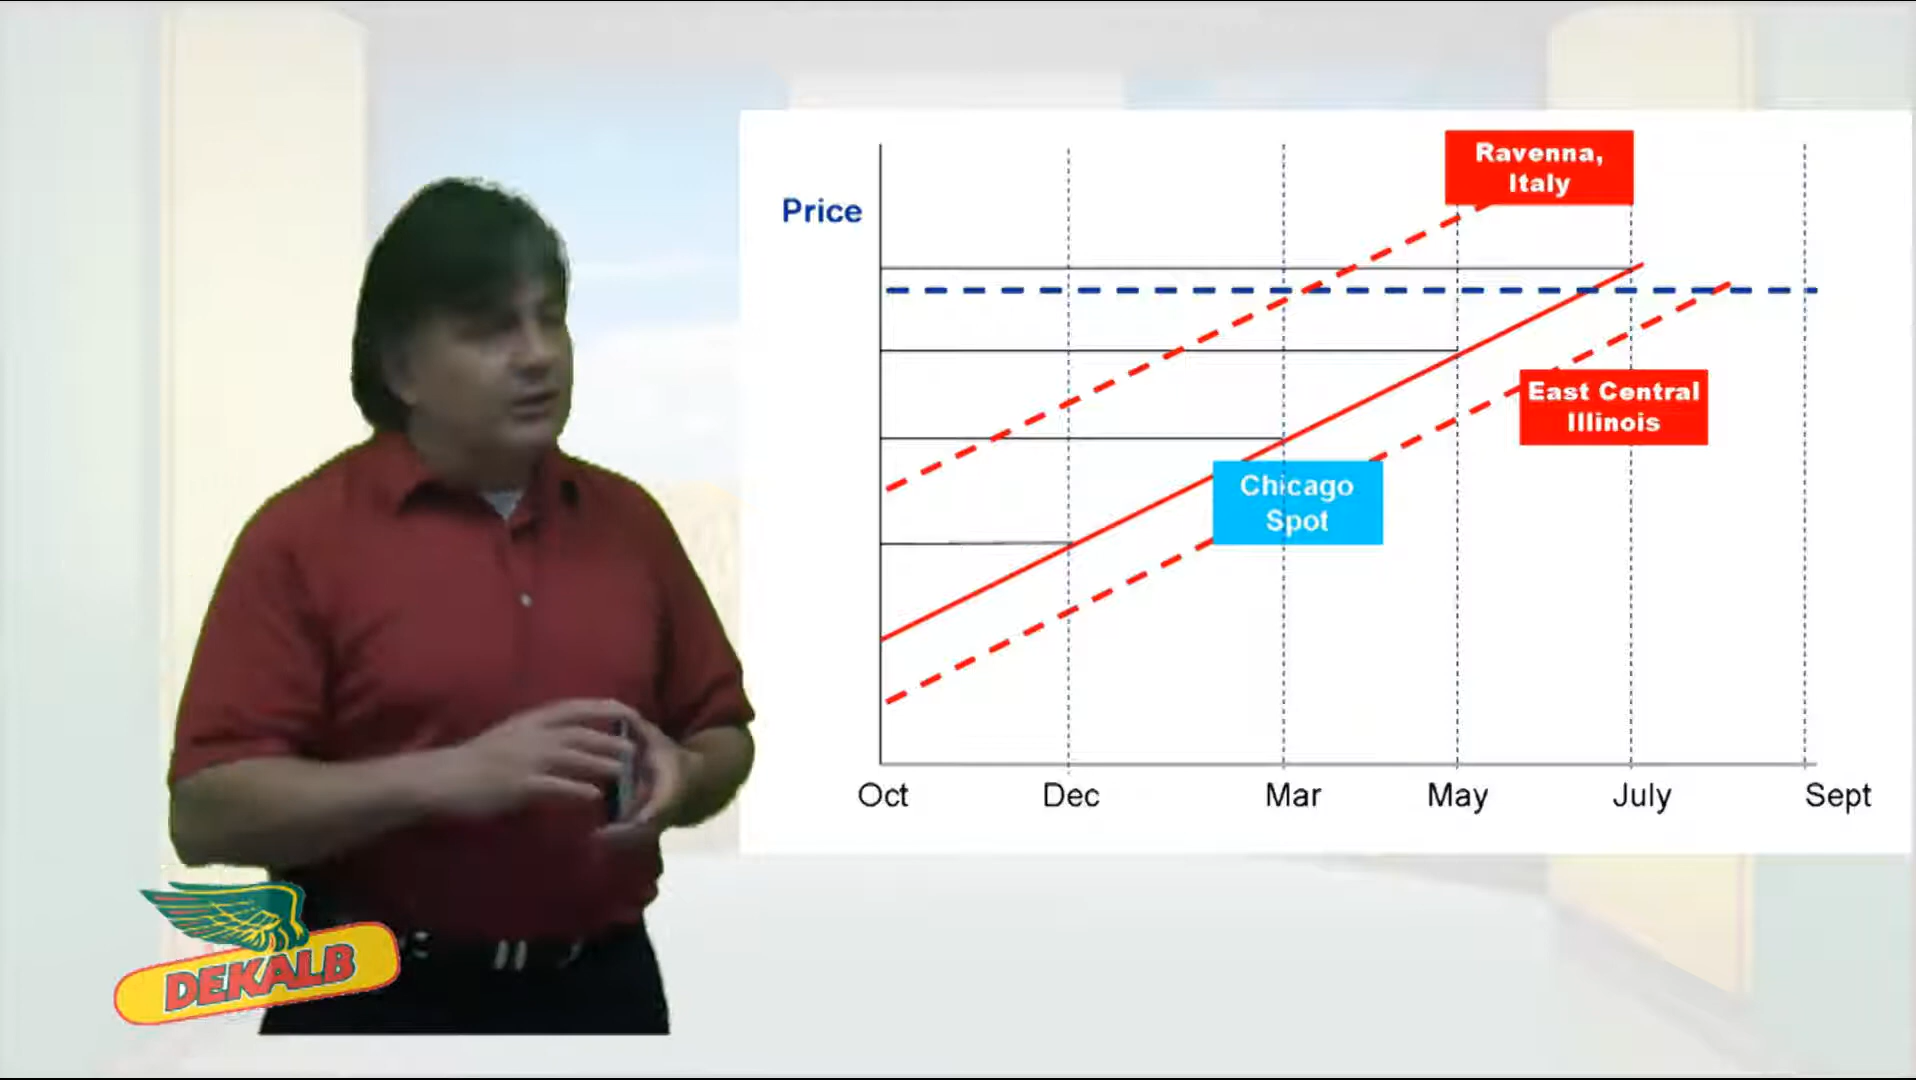 Ravenna,
Italy
Price
East Central
Illinois
Chicago
Spot
Oct
Dec
Mar
May
July
Sept
DEKALB